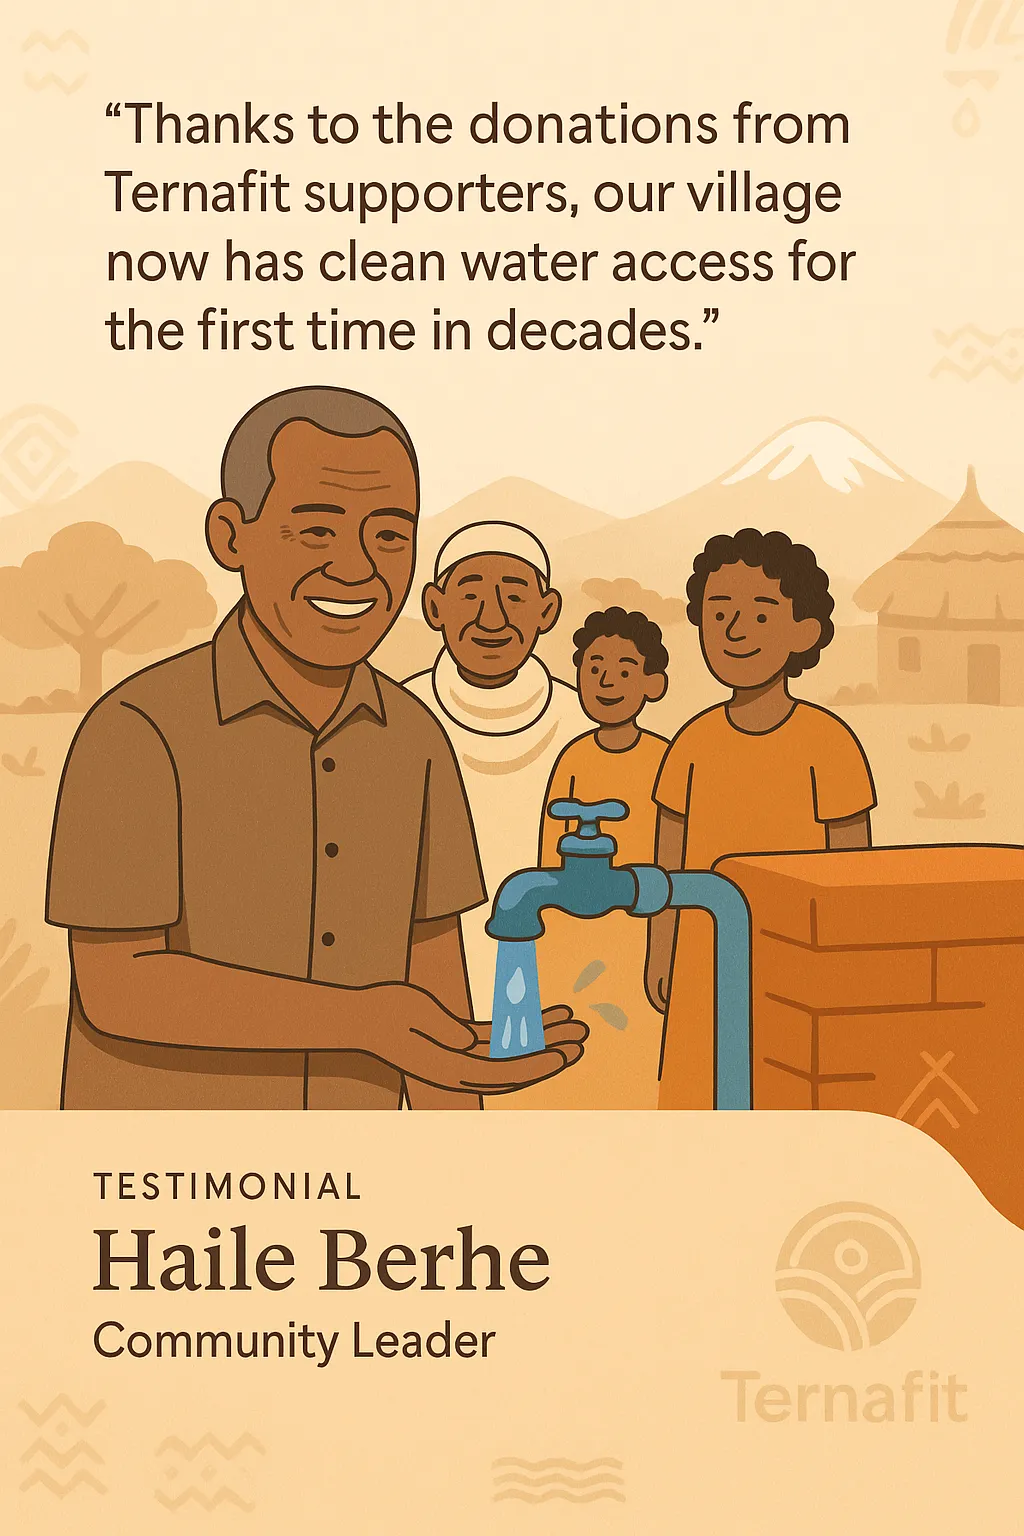 “Thanks to the donations from
Ternafit supporters, our village
now has clean water access for
the first time in decades.”
TESTIMONIAL
Haile Berhe
Community Leader
Ternafit